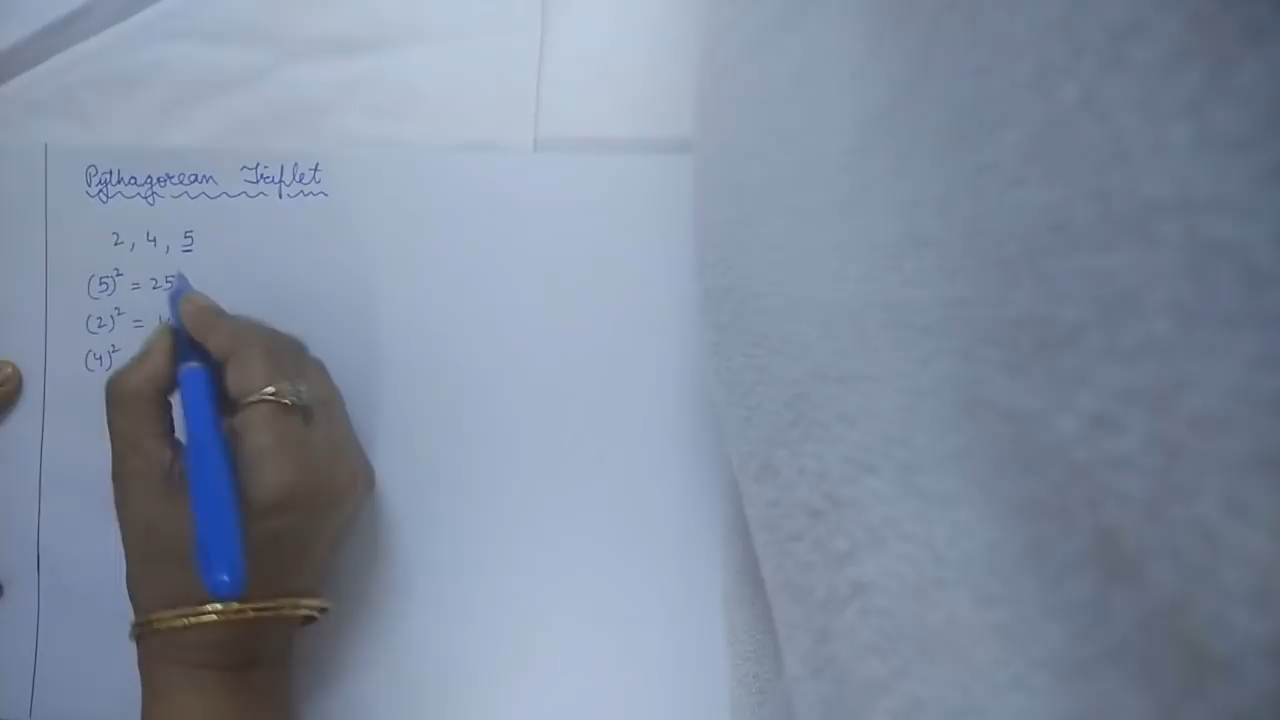 Pythagorean Triplet
2, 4, 5
(5)² = 25
(2)² =
(4)²